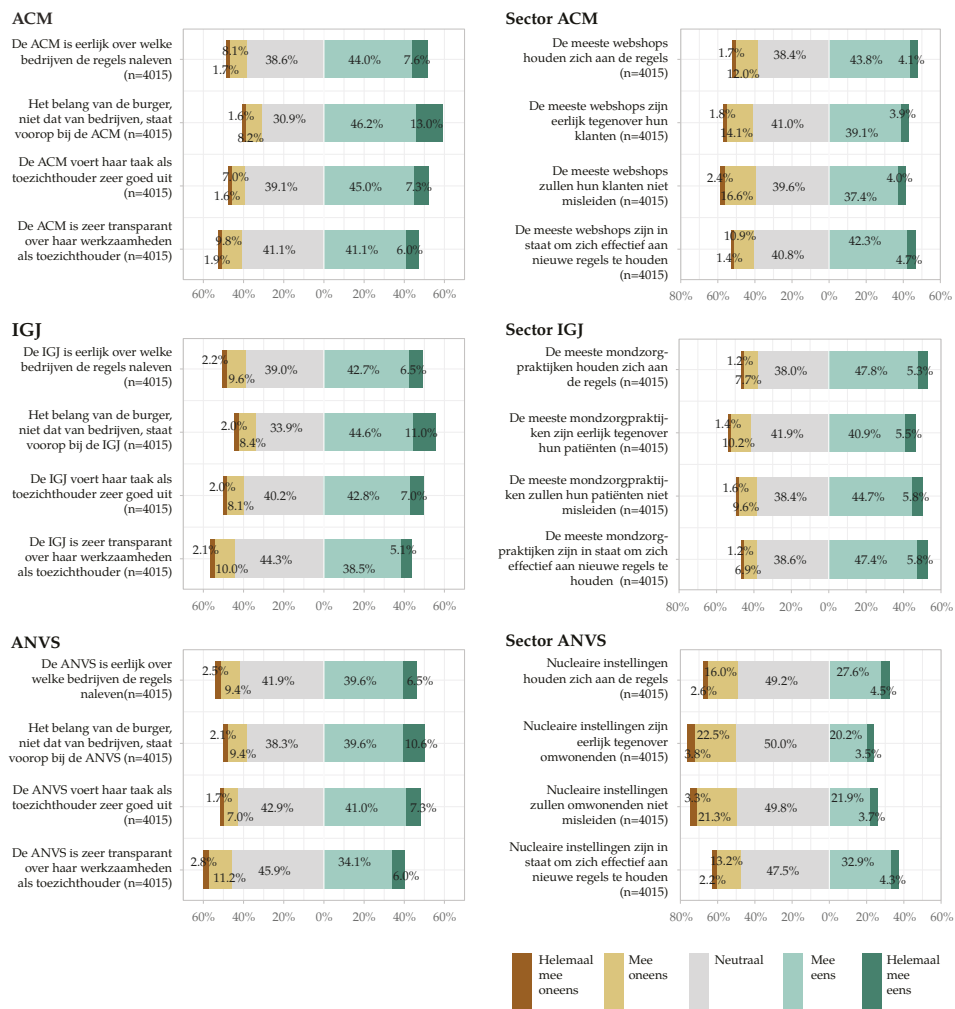 ACM
De ACM is eerlijk over welke
bedrijven de regels naleven
(n=4015)
8.1%
1.7%
38.6%
44.0%
7.6%
Het belang van de burger,
niet dat van bedrijven, staat
voorop bij de ACM (n=4015)
1.6%
8.2%
30.9%
46.2%
13.0%
De ACM voert haar taak als
toezichthouder zeer goed uit
(n=4015)
7.0%
1.6%
39.1%
45.0%
7.3%
De ACM is zeer transparant
over haar werkzaamheden
als toezichthouder (n=4015)
9.8%
1.9%
41.1%
41.1%
6.0%
60% 40% 20% 0% 20% 40% 60%
Sector ACM
De meeste webshops
houden zich aan de regels
(n=4015)
1.7%
12.0%
38.4%
43.8%
4.1%
De meeste webshops zijn
eerlijk tegenover hun
klanten (n=4015)
1.8%
14.1%
41.0%
39.1%
3.9%
De meeste webshops
zullen hun klanten niet
misleiden (n=4015)
2.4%
16.6%
39.6%
37.4%
4.0%
De meeste webshops zijn in
staat om zich effectief aan
nieuwe regels te houden
(n=4015)
10.9%
1.4%
40.8%
42.3%
4.7%
80% 60% 40% 20% 0% 20% 40% 60%
IGJ
De IGJ is eerlijk over welke
bedrijven de regels naleven
(n=4015)
2.2%
9.6%
39.0%
42.7%
6.5%
Het belang van de burger,
niet dat van bedrijven, staat
voorop bij de IGJ (n=4015)
2.0%
8.4%
33.9%
44.6%
11.0%
De IGJ voert haar taak als
toezichthouder zeer goed uit
(n=4015)
2.0%
8.1%
40.2%
42.8%
7.0%
De IGJ is zeer transparant
over haar werkzaamheden
als toezichthouder (n=4015)
2.1%
10.0%
44.3%
38.5%
5.1%
60% 40% 20% 0% 20% 40% 60%
Sector IGJ
De meeste mondzorg-
praktijken houden zich aan
de regels (n=4015)
1.2%
7.7%
38.0%
47.8%
5.3%
De meeste mondzorgpraktij-
ken zijn eerlijk tegenover
hun patiënten (n=4015)
1.4%
10.2%
41.9%
40.9%
5.5%
De meeste mondzorgpraktij-
ken zullen hun patiënten niet
misleiden (n=4015)
1.6%
9.6%
38.4%
44.7%
5.8%
De meeste mondzorg-
praktijken zijn in staat om zich
effectief aan nieuwe regels te
houden (n=4015)
1.2%
6.9%
38.6%
47.4%
5.8%
80% 60% 40% 20% 0% 20% 40% 60%
ANVS
De ANVS is eerlijk over
welke bedrijven de regels
naleven(n=4015)
2.5%
9.4%
41.9%
39.6%
6.5%
Het belang van de burger,
niet dat van bedrijven, staat
voorop bij de ANVS (n=4015)
2.1%
9.4%
38.3%
39.6%
10.6%
De ANVS voert haar taak als
toezichthouder zeer goed uit
(n=4015)
1.7%
7.0%
42.9%
41.0%
7.3%
De ANVS is zeer transparant
over haar werkzaamheden
als toezichthouder (n=4015)
2.8%
11.2%
45.9%
34.1%
6.0%
60% 40% 20% 0% 20% 40% 60%
Sector ANVS
Nucleaire instellingen
houden zich aan de regels
(n=4015)
16.0%
2.6%
49.2%
27.6%
4.5%
Nucleaire instellingen zijn
eerlijk tegenover
omwonenden (n=4015)
22.5%
3.8%
50.0%
20.2%
3.5%
Nucleaire instellingen
zullen omwonenden niet
misleiden (n=4015)
3.3%
21.3%
49.8%
21.9%
3.7%
Nucleaire instellingen zijn in
staat om zich effectief aan
nieuwe regels te houden
(n=4015)
13.2%
2.2%
47.5%
32.9%
4.3%
80% 60% 40% 20% 0% 20% 40% 60%
Helemaal
mee
oneens
Mee
oneens
Neutraal
Mee
eens
Helemaal
mee
eens